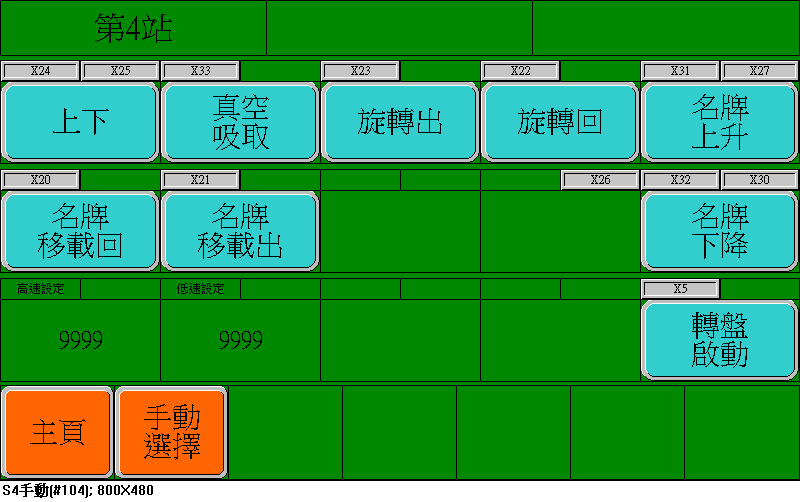 第4站
X24 X25 X33 X23 X22 X31 X27
上下
真空
吸取
旋轉出
旋轉回
名牌
上升
X20 X21 X26 X32 X30
名牌
移載回
名牌
移載出
名牌
下降
高速設定 低速設定 X5
9999
9999
轉盤
啟動
主頁
手動
選擇
S4手動(#104); 800X480